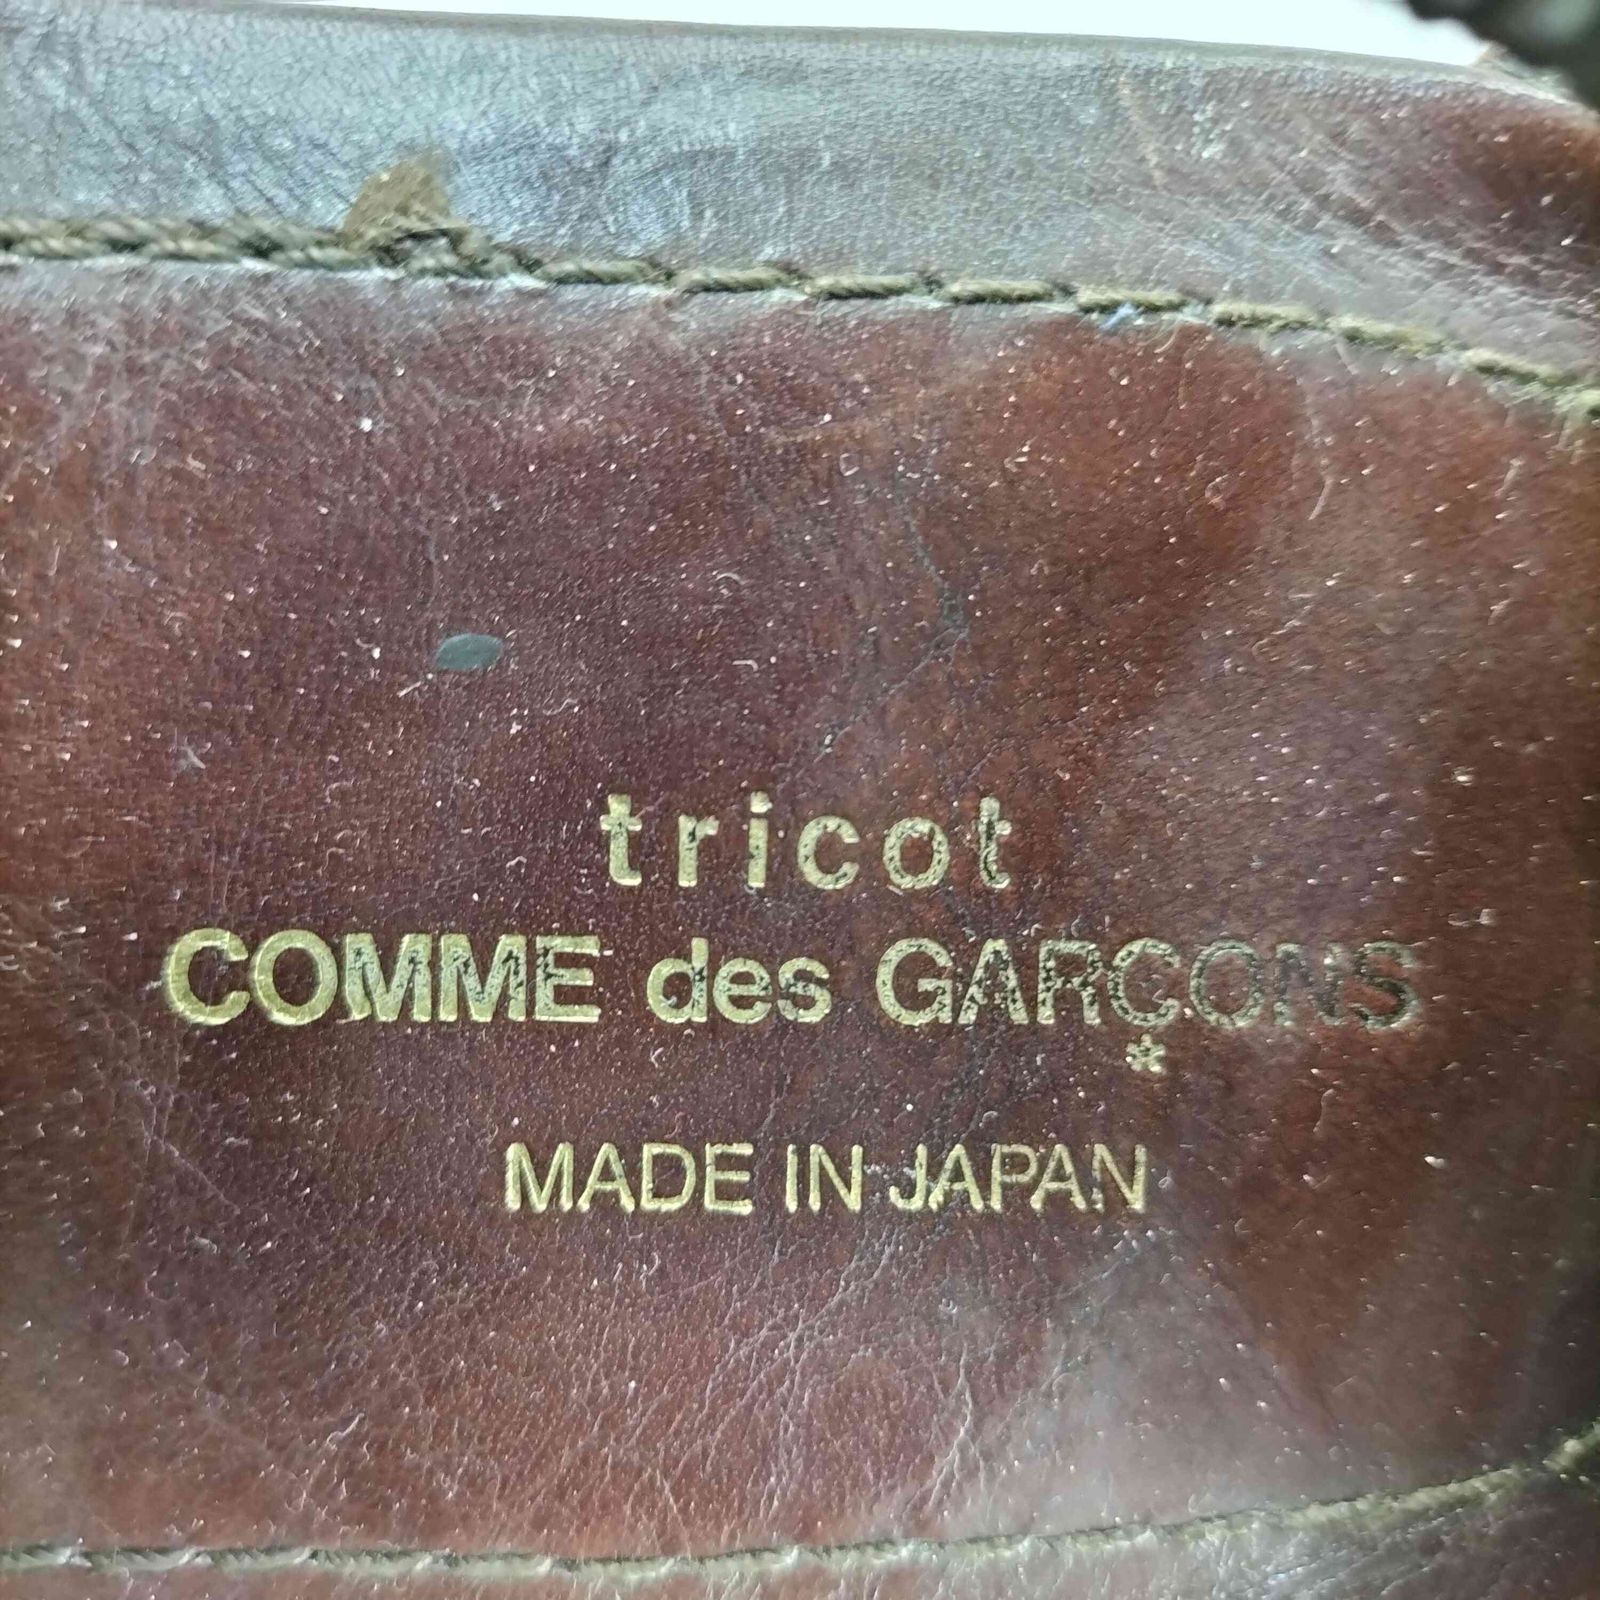 tricot
COMME des GARÇONS
*
MADE IN JAPAN